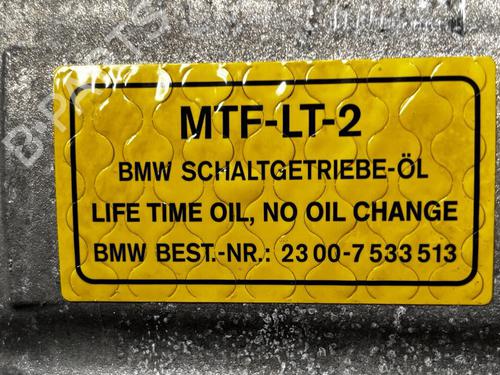 B-PARTS
MTF-LT-2
BMW SCHALTGETRIEBE-ÖL
LIFE TIME OIL, NO OIL CHANGE
BMW BEST.-NR.: 23 00-7 533 513